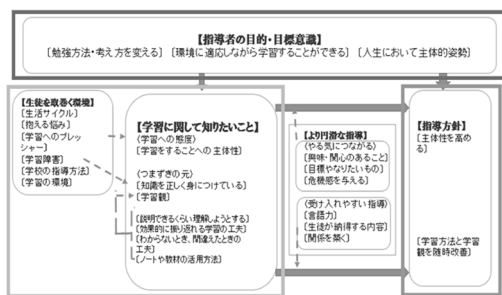 【指導者の目的・目標意識】
〔勉強方法・考え方を変える〕 〔環境に適応しながら学習することができる〕 〔人生において主体的姿勢〕
【生徒を取巻く環境】
〔生活サイクル〕
〔抱える悩み〕
〔学習へのプレッ
シャー〕
〔学習障害〕
〔学校の指導方法〕
〔学習の環境〕
【学習に関して知りたいこと】
〈学習への態度〉
〔学習をすることへの主体性〕
〈つまずきの元〉
〔知識を正しく身につけている〕
〔学習観〕
〔説明できるくらい理解しようとする〕
〔効果的に振り返れる学習の工夫〕
〔わからないとき、間違えたときの
工夫〕
〔ノートや教材の活用方法〕
【より円滑な指導】
〈やる気につながる〉
〔興味・関心のあること〕
〔目標やなりたいもの〕
〔危機感を与える〕
〈受け入れやすい指導〉
〔言語力〕
〔生徒が納得する内容〕
〔関係を築く〕
【指導方針】
〔主体性を高め
る〕
〔学習方法と学習
観を随時改善〕